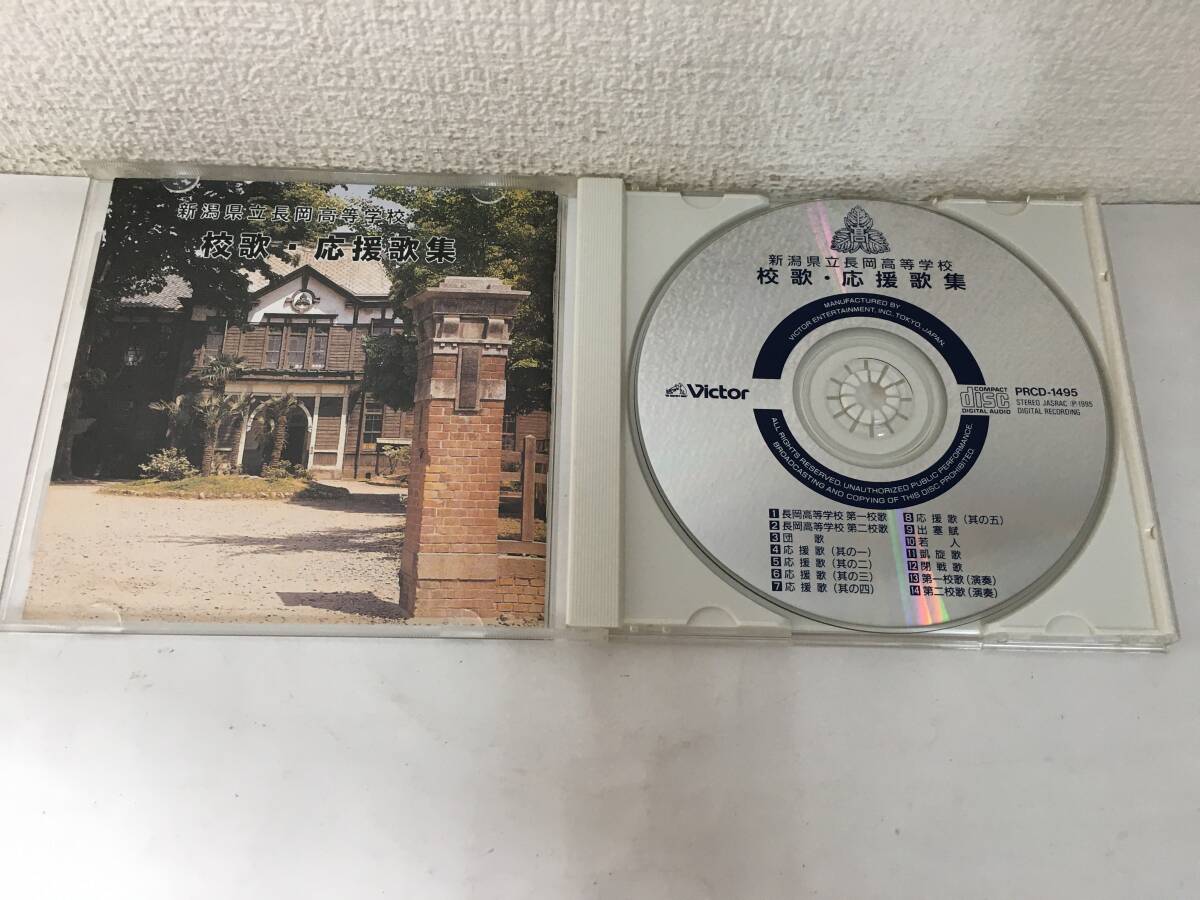 新潟県立長岡高等学校
校歌・応援歌集
高
新潟県立長岡高等学校
校歌・応援歌集
MANUFACTURED BY
VICTOR ENTERTAINMENT, INC. TOKYO, JAPAN.
Victor
COMPACT
disc
DIGITAL AUDIO
PRCD-1495
STEREO JASRAC Ⓟ1995
DIGITAL RECORDING
ALL RIGHTS RESERVED. UNAUTHORIZED PUBLIC PERFORMANCE,
BROADCASTING AND COPYING OF THIS DISC PROHIBITED.
1 長岡高等学校 第一校歌
2 長岡高等学校 第二校歌
3 団 歌
4 応援歌(其の一)
5 応援歌(其の二)
6 応援歌(其の三)
7 応援歌(其の四)
8 応援歌(其の五)
9 出塞賦
10 若 人
11 凱旋歌
12 閉戦歌
13 第一校歌(演奏)
14 第二校歌(演奏)